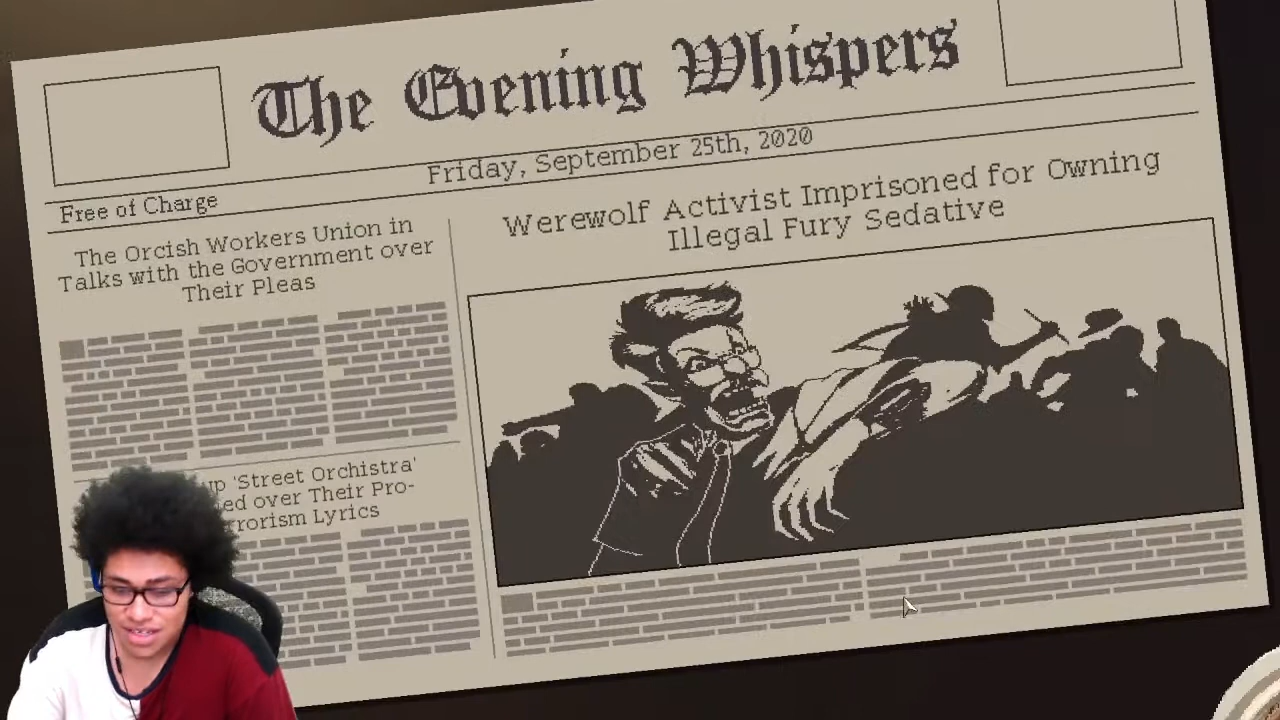 The Evening Whispers
Friday, September 25th, 2020
Free of Charge
The Orcish Workers Union in
Talks with the Government over
Their Pleas
Werewolf Activist Imprisoned for Owning
Illegal Fury Sedative
'Street Orchistra'
over Their Pro-
Lyrics